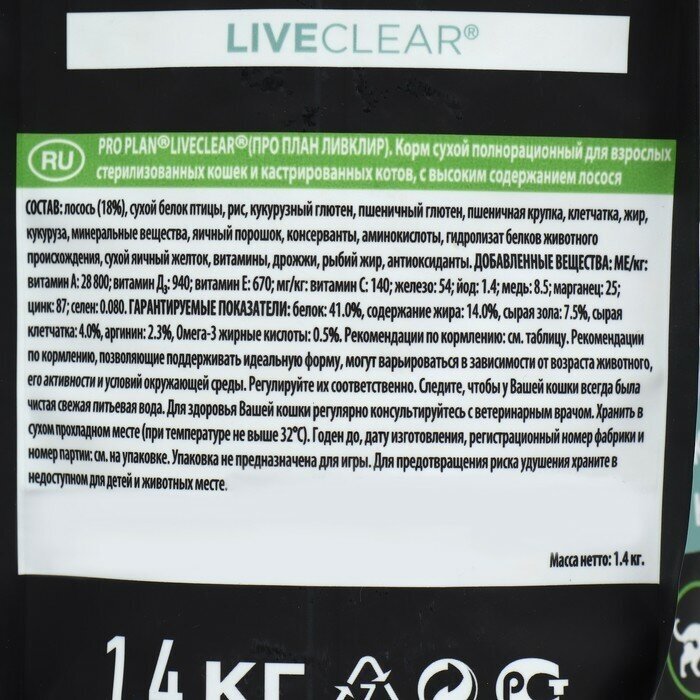 LIVECLEAR®
RU
PRO PLAN®LIVECLEAR®(ПРО ПЛАН ЛИВКЛИР). Корм сухой полнорационный для взрослых
стерилизованных кошек и кастрированных котов, с высоким содержанием лосося
СОСТАВ: лосось (18%), сухой белок птицы, рис, кукурузный глютен, пшеничный глютен, пшеничная крупка, клетчатка, жир,
кукуруза, минеральные вещества, яичный порошок, консерванты, аминокислоты, гидролизат белков животного
происхождения, сухой яичный желток, витамины, дрожжи, рыбий жир, антиоксиданты. ДОБАВЛЕННЫЕ ВЕЩЕСТВА: МЕ/кг:
витамин А: 28 800; витамин Д₃: 940; витамин Е: 670; мг/кг: витамин С: 140; железо: 54; йод: 1.4; медь: 8.5; марганец: 25;
цинк: 87; селен: 0.080. ГАРАНТИРУЕМЫЕ ПОКАЗАТЕЛИ: белок: 41.0%, содержание жира: 14.0%, сырая зола: 7.5%, сырая
клетчатка: 4.0%, аргинин: 2.3%, Омега-3 жирные кислоты: 0.5%. Рекомендации по кормлению: см. таблицу. Рекомендации
по кормлению, позволяющие поддерживать идеальную форму, могут варьироваться в зависимости от возраста животного,
его активности и условий окружающей среды. Регулируйте их соответственно. Следите, чтобы у Вашей кошки всегда была
чистая свежая питьевая вода. Для здоровья Вашей кошки регулярно консультируйтесь с ветеринарным врачом. Хранить в
сухом прохладном месте (при температуре не выше 32°С). Годен до, дату изготовления, регистрационный номер фабрики и
номер партии: см. на упаковке. Упаковка не предназначена для игры. Для предотвращения риска удушения храните в
недоступном для детей и животных месте.
Масса нетто: 1.4 кг.
1.4 КГ